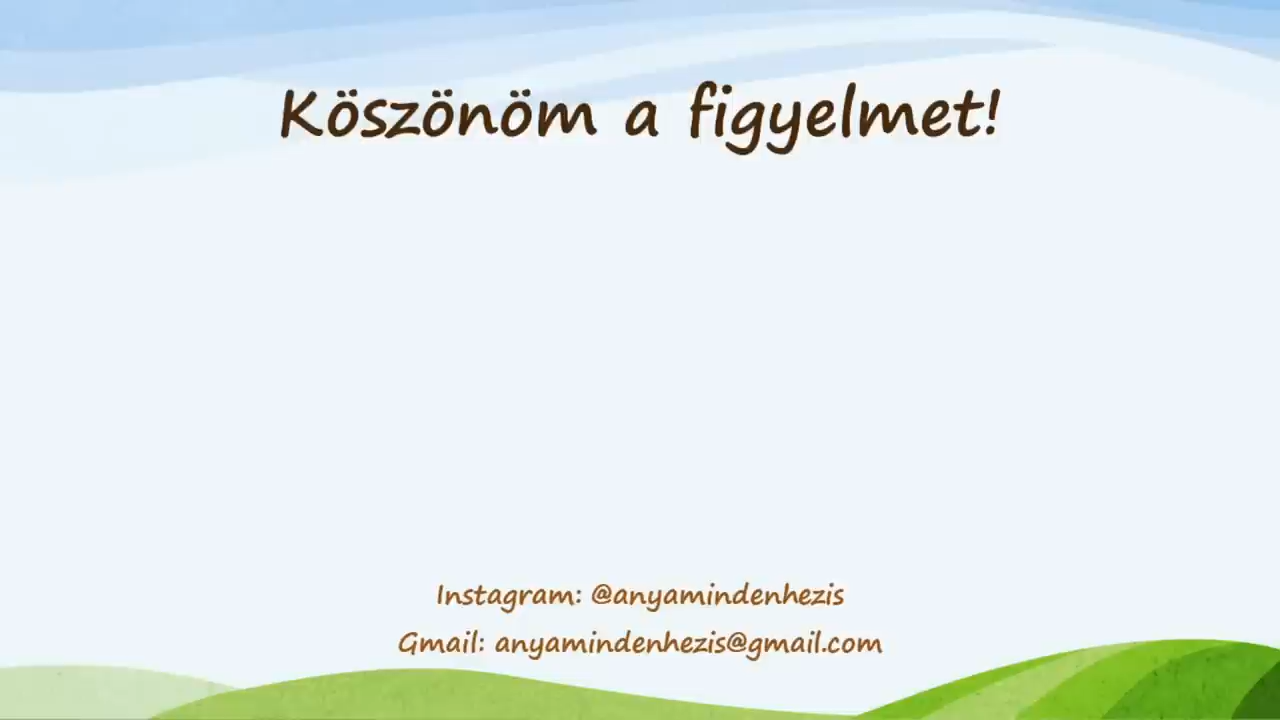 Köszönöm a figyelmet!
Instagram: @anyamindenhezis
Gmail: anyamindenhezis@gmail.com